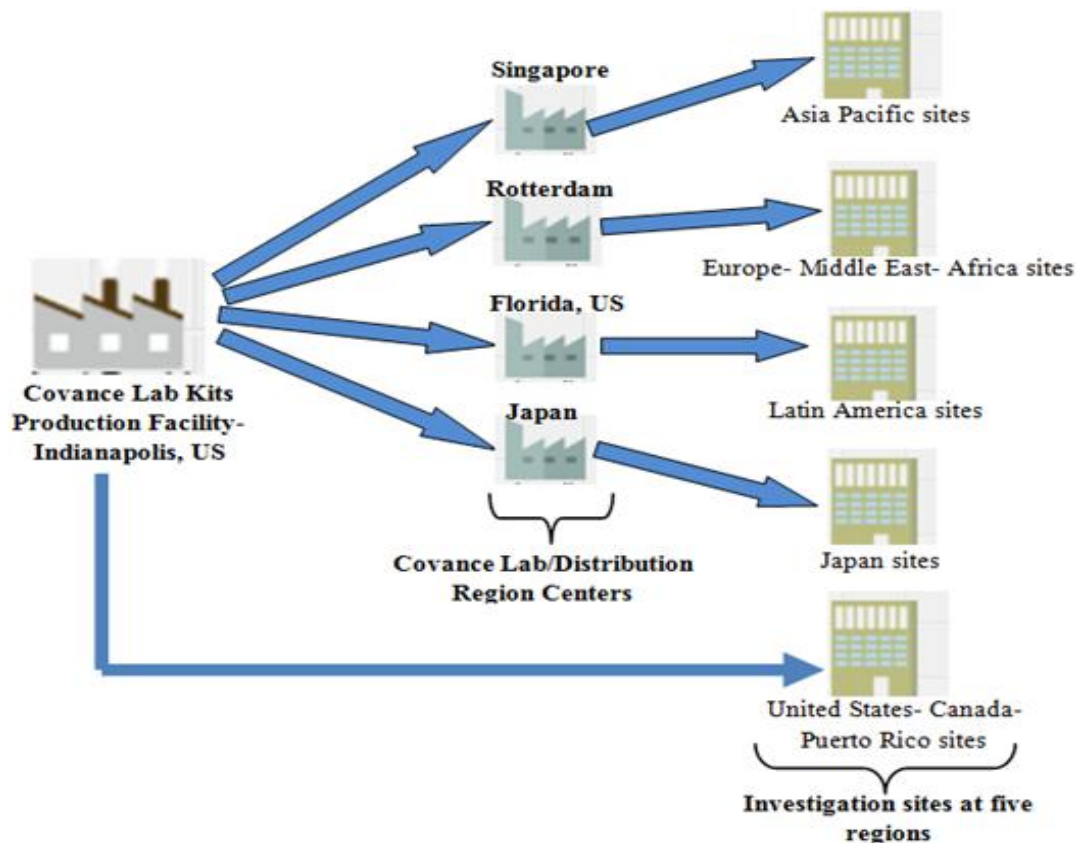 Singapore
Asia Pacific sites
Rotterdam
Europe- Middle East- Africa sites
Florida, US
Latin America sites
Covance Lab Kits
Production Facility-
Indianapolis, US
Japan
Japan sites
Covance Lab/Distribution
Region Centers
United States- Canada-
Puerto Rico sites
Investigation sites at five
regions